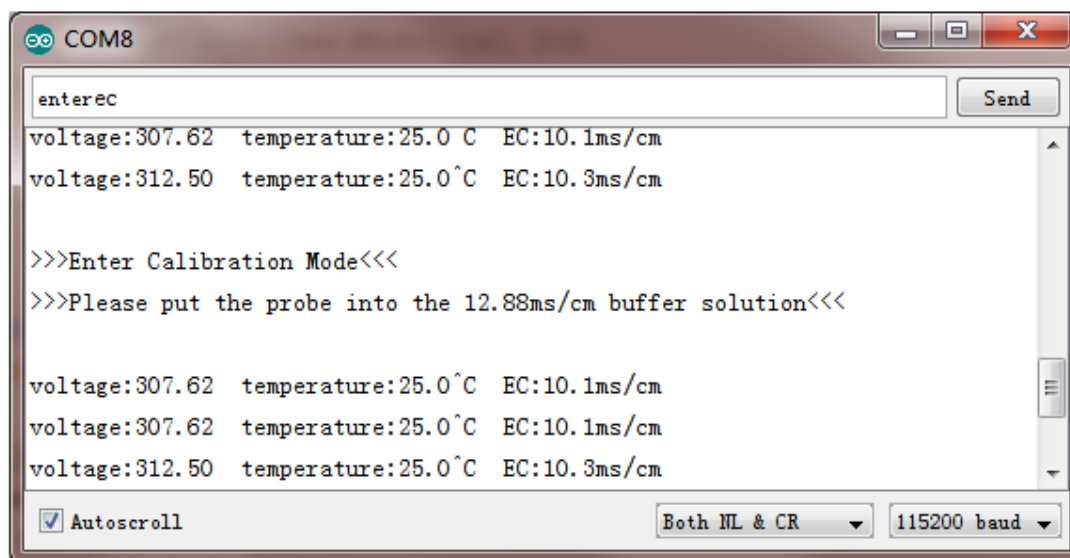 COM8
enterec
Send
voltage:307.62 temperature:25.0 C EC:10.1ms/cm
voltage:312.50 temperature:25.0^C EC:10.3ms/cm
>>>Enter Calibration Mode<<<
>>>Please put the probe into the 12.88ms/cm buffer solution<<<
voltage:307.62 temperature:25.0^C EC:10.1ms/cm
voltage:307.62 temperature:25.0^C EC:10.1ms/cm
voltage:312.50 temperature:25.0^C EC:10.3ms/cm
Autoscroll
Both NL & CR
115200 baud